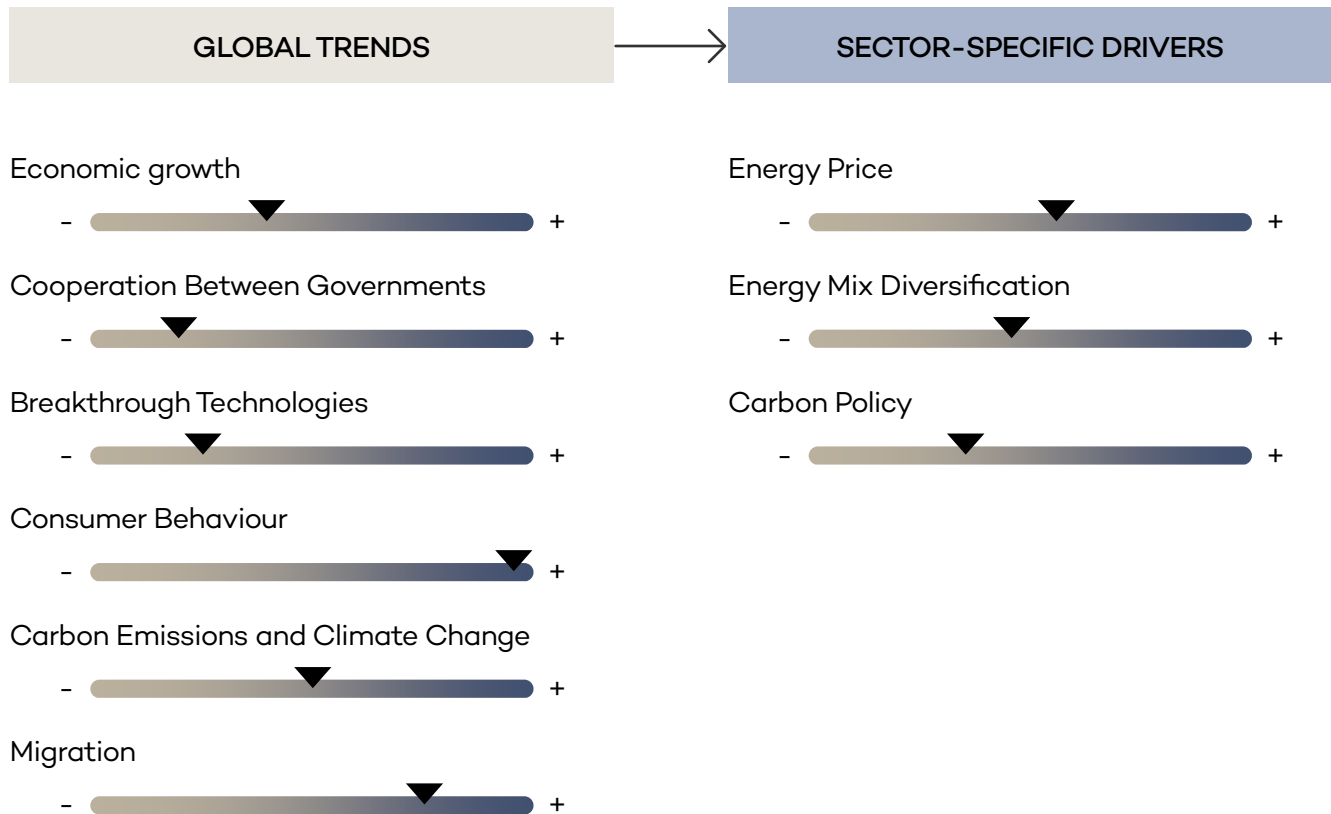 GLOBAL TRENDS
Economic growth
- +
Cooperation Between Governments
- +
Breakthrough Technologies
- +
Consumer Behaviour
- +
Carbon Emissions and Climate Change
- +
Migration
- +
SECTOR-SPECIFIC DRIVERS
Energy Price
- +
Energy Mix Diversification
- +
Carbon Policy
- +